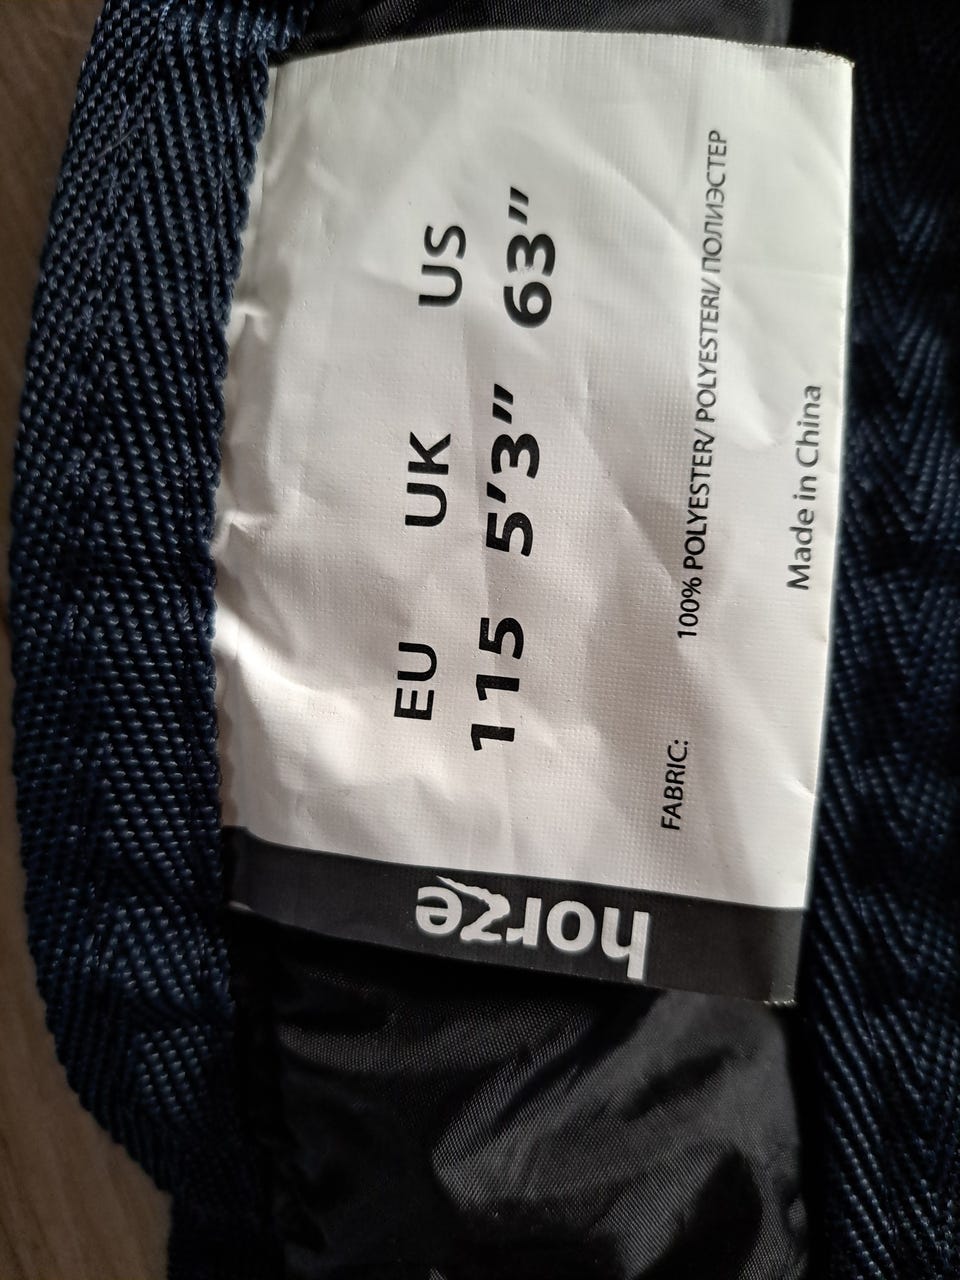 horze
EU UK US
115 5’3” 63”
FABRIC: 100% POLYESTER/ POLYESTERI/ ПОЛИЭСТЕР
Made in China